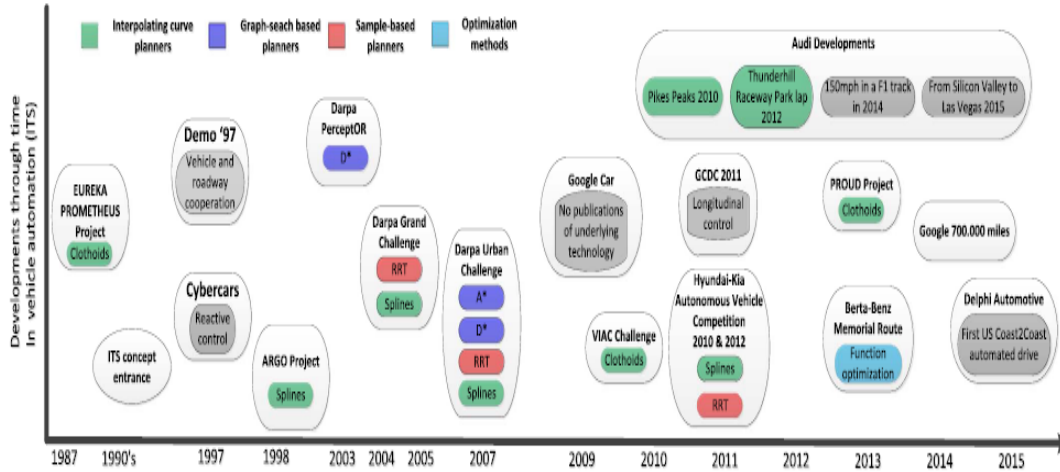 Interpolating curve
planners
Graph-seach based
planners
Sample-based
planners
Optimization
methods
Developments through time
In vehicle automation (ITS)
Audi Developments
Pikes Peaks 2010
Thunderhill
Raceway Park lap
2012
150mph in a F1 track
in 2014
From Silicon Valley to
Las Vegas 2015
EUREKA
PROMETHEUS
Project
Clothoids
ITS concept
entrance
Demo '97
Vehicle and
roadway
cooperation
Cybercars
Reactive
control
ARGO Project
Splines
Darpa
PerceptOR
D*
Darpa Grand
Challenge
RRT
Splines
Darpa Urban
Challenge
A*
D*
RRT
Splines
Google Car
No publications
of underlying
technology
VIAC Challenge
Clothoids
GCDC 2011
Longitudinal
control
Hyundai-Kia
Autonomous Vehicle
Competition
2010 & 2012
Splines
RRT
PROUD Project
Clothoids
Berta-Benz
Memorial Route
Function
optimization
Google 700.000 miles
Delphi Automotive
First US Coast2Coast
automated drive
1987 1990's 1997 1998 2003 2004 2005 2007 2009 2010 2011 2012 2013 2014 2015